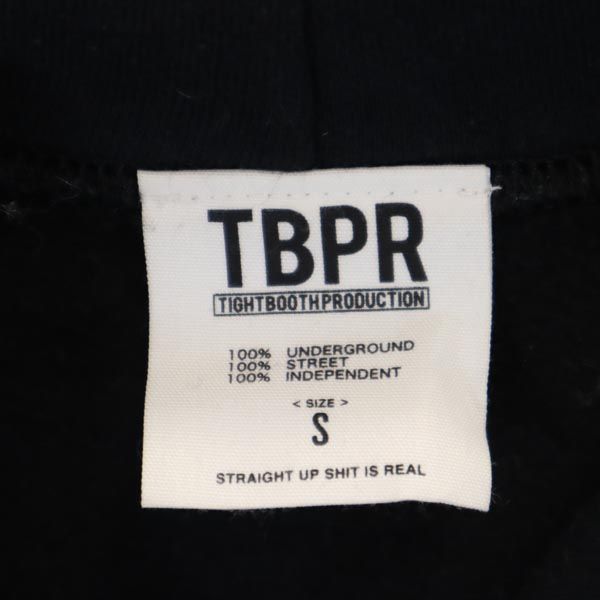 TBPR
TIGHTBOOTHPRODUCTION
100% UNDERGROUND
100% STREET
100% INDEPENDENT
< SIZE >
S
STRAIGHT UP SHIT IS REAL